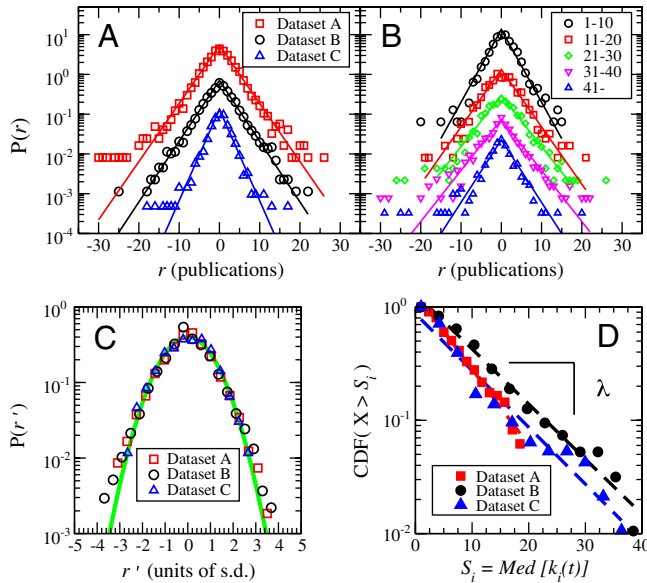 A
Dataset A
Dataset B
Dataset C
10^2
10^1
10^0
10^-1
10^-2
10^-3
10^-4
P(r)
-30 -20 -10 0 10 20 30
r (publications)
B
1-10
11-20
21-30
31-40
41-
-30 -20 -10 0 10 20 30
r (publications)
C
10^0
10^-1
10^-2
10^-3
P(r')
Dataset A
Dataset B
Dataset C
-5 -4 -3 -2 -1 0 1 2 3 4 5
r ' (units of s.d.)
D
10^0
10^-1
10^-2
CDF( X > S_i )
λ
Dataset A
Dataset B
Dataset C
0 10 20 30 40
S_i = Med [k_i(t)]